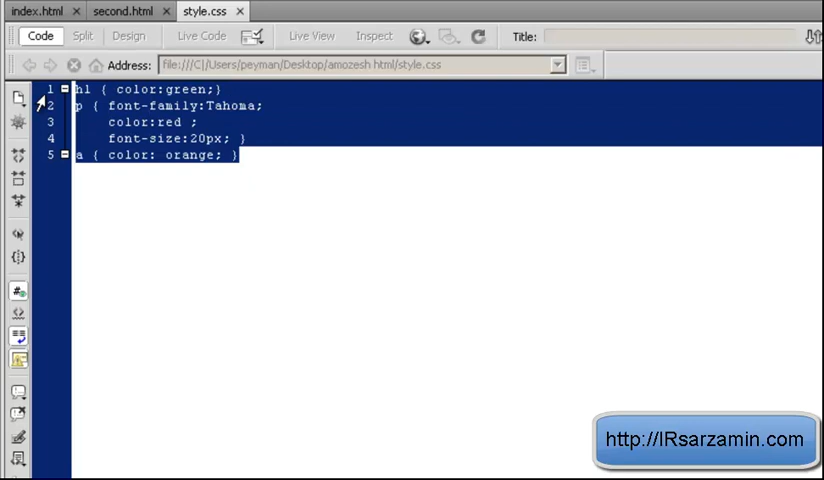 index.html
second.html
style.css
Code
Split
Design
Live Code
Live View
Inspect
Title:
Address:
file:///C|/Users/peyman/Desktop/amozesh html/style.css
1 h1 { color:green;}
2 p { font-family:Tahoma;
3 color:red ;
4 font-size:20px; }
5 a { color: orange; }
http://IRsarzamin.com